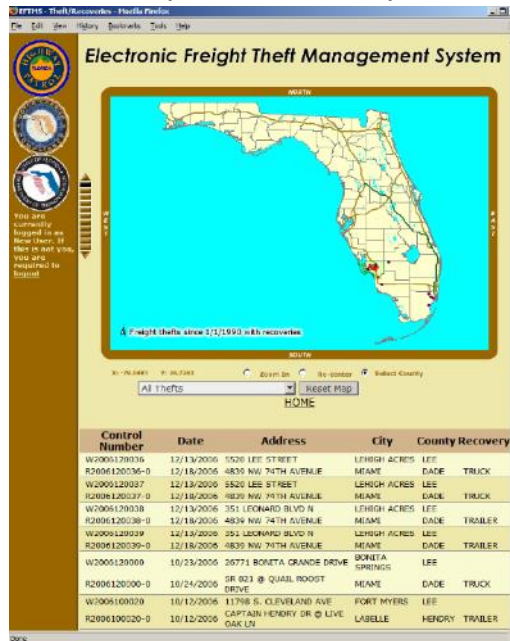 EFTMS - Theft/Recoveries - Mozilla Firefox
File Edit View History Bookmarks Tools Help
Electronic Freight Theft Management System
HIGHWAY
FLORIDA
PATROL
NORTH
WEST
EAST
You are
currently
logged in as
New User. If
this is not you,
you are
required to
logout
Freight thefts since 1/1/1990 with recoveries
SOUTH
Zoom In Re-center Select County
All Thefts Reset Map
HOME
Control Number Date Address City County Recovery
W2006120036 12/13/2006 5520 LEE STREET LEHIGH ACRES LEE
R2006120036-0 12/18/2006 4839 NW 74TH AVENUE MIAMI DADE TRUCK
W2006120037 12/13/2006 5520 LEE STREET LEHIGH ACRES LEE
R2006120037-0 12/18/2006 4839 NW 74TH AVENUE MIAMI DADE TRUCK
W2006120038 12/13/2006 351 LEONARD BLVD N LEHIGH ACRES LEE
R2006120038-0 12/18/2006 4839 NW 74TH AVENUE MIAMI DADE TRAILER
W2006120039 12/13/2006 351 LEONARD BLVD N LEHIGH ACRES LEE
R2006120039-0 12/18/2006 4839 NW 74TH AVENUE MIAMI DADE TRAILER
W2006120000 10/23/2006 26771 BONITA GRANDE DRIVE BONITA SPRINGS LEE
R2006120000-0 10/24/2006 SR 821 @ QUAIL ROOST DRIVE MIAMI DADE TRUCK
W2006100020 10/12/2006 11798 S. CLEVELAND AVE FORT MYERS LEE
R2006100020-0 10/12/2006 CAPTAIN HENDRY DR @ LIVE OAK LN LABELLE HENDRY TRAILER
Done